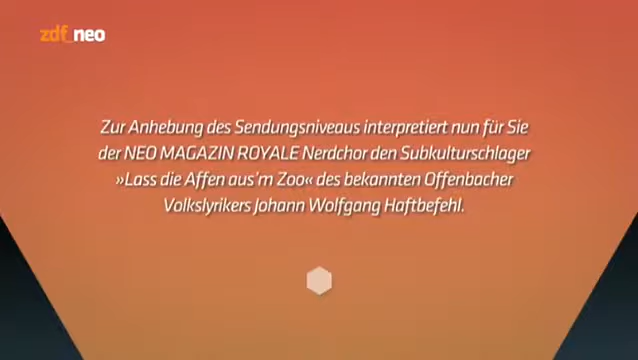 zdf_neo
Zur Anhebung des Sendungsniveaus interpretiert nun für Sie
der NEO MAGAZIN ROYALE Nerdchor den Subkulturschlager
»Lass die Affen aus'm Zoo« des bekannten Offenbacher
Volkslyrikers Johann Wolfgang Haftbefehl.